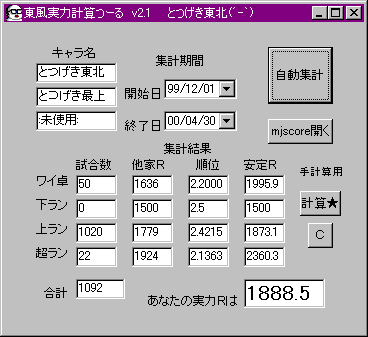 東風実力計算つーる v2.1 とつげき東北(´ｰ`)
キャラ名
とつげき東北
とつげき最上
:未使用:
集計期間
開始日 99/12/01
終了日 00/04/30
自動集計
mjscore開く
集計結果
試合数 他家R 順位 安定R
ワイ卓 50 1636 2.2000 1995.9
下ラン 0 1500 2.5 1500
上ラン 1020 1779 2.4215 1873.1
超ラン 22 1924 2.1363 2360.3
手計算用
計算★
C
合計 1092
あなたの実力Rは 1888.5